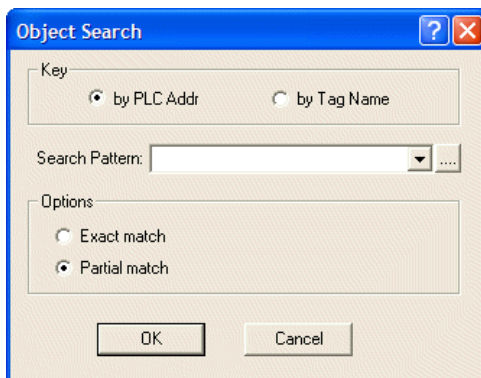 Object Search
Key
by PLC Addr by Tag Name
Search Pattern:
....
Options
Exact match
Partial match
OK Cancel